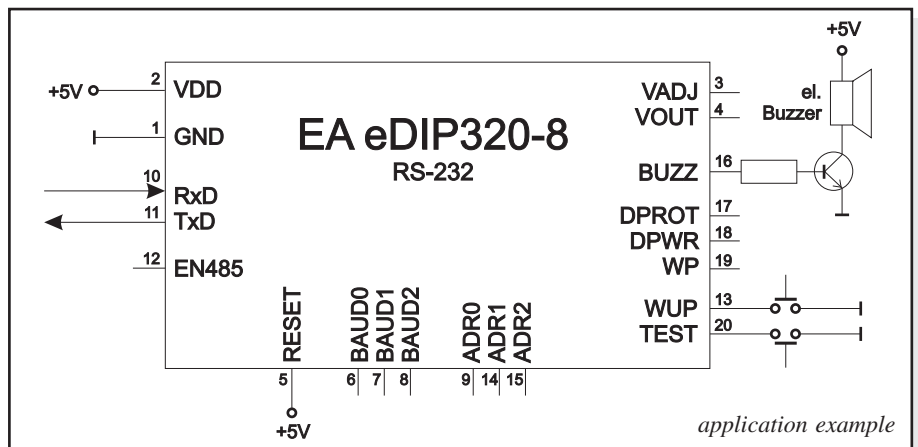 +5V
2
VDD
+5V
1
GND
10
RxD
11
TxD
12
EN485
EA eDIP320-8
RS-232
VADJ
3
VOUT
4
el.
Buzzer
BUZZ
16
DPROT
17
DPWR
18
WP
19
WUP
13
TEST
20
RESET
BAUD0
BAUD1
BAUD2
ADR0
ADR1
ADR2
5
6
7
8
9
14
15
+5V
application example